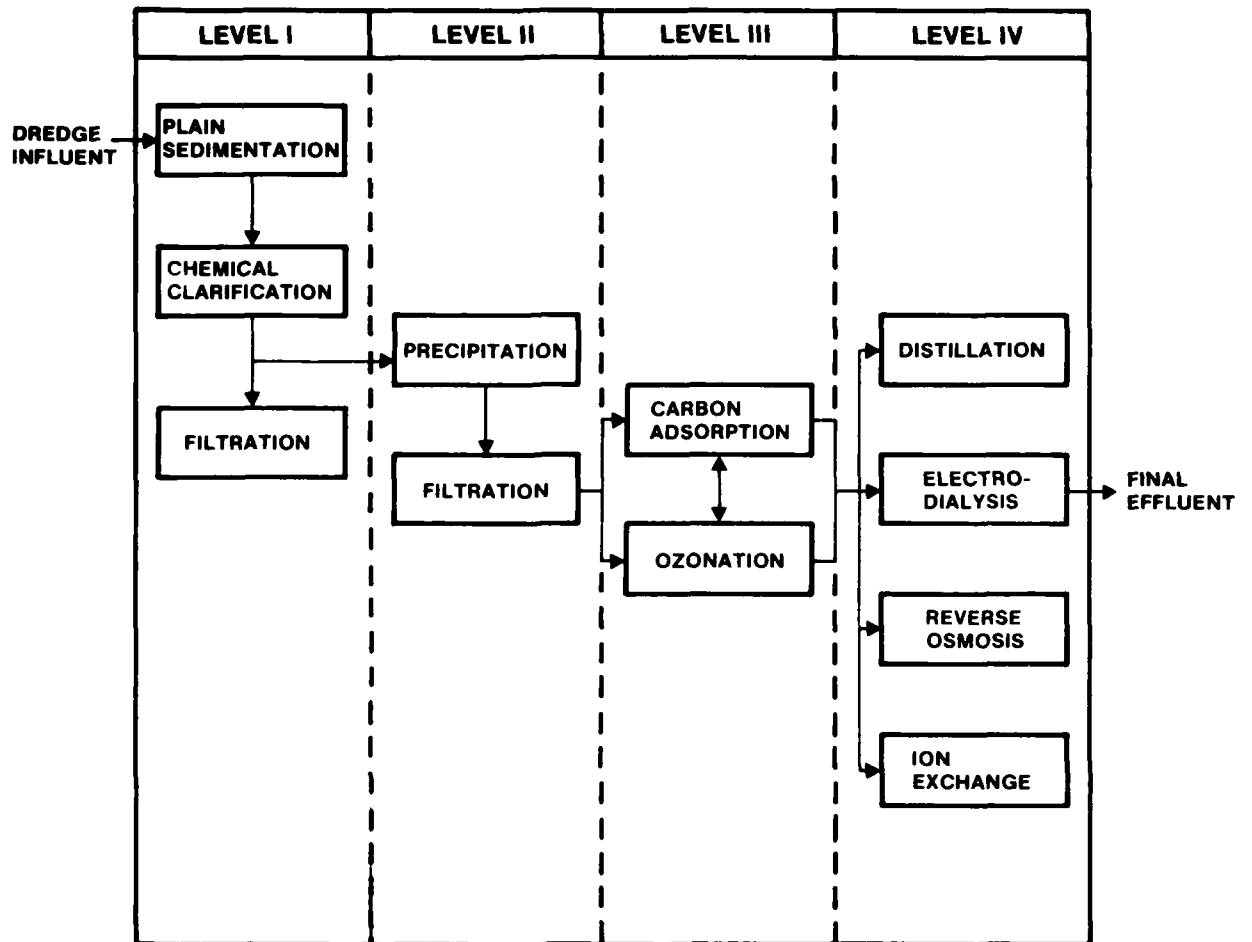 LEVEL I
LEVEL II
LEVEL III
LEVEL IV
DREDGE
INFLUENT
PLAIN
SEDIMENTATION
CHEMICAL
CLARIFICATION
FILTRATION
PRECIPITATION
FILTRATION
CARBON
ADSORPTION
OZONATION
DISTILLATION
ELECTRO-
DIALYSIS
REVERSE
OSMOSIS
ION
EXCHANGE
FINAL
EFFLUENT